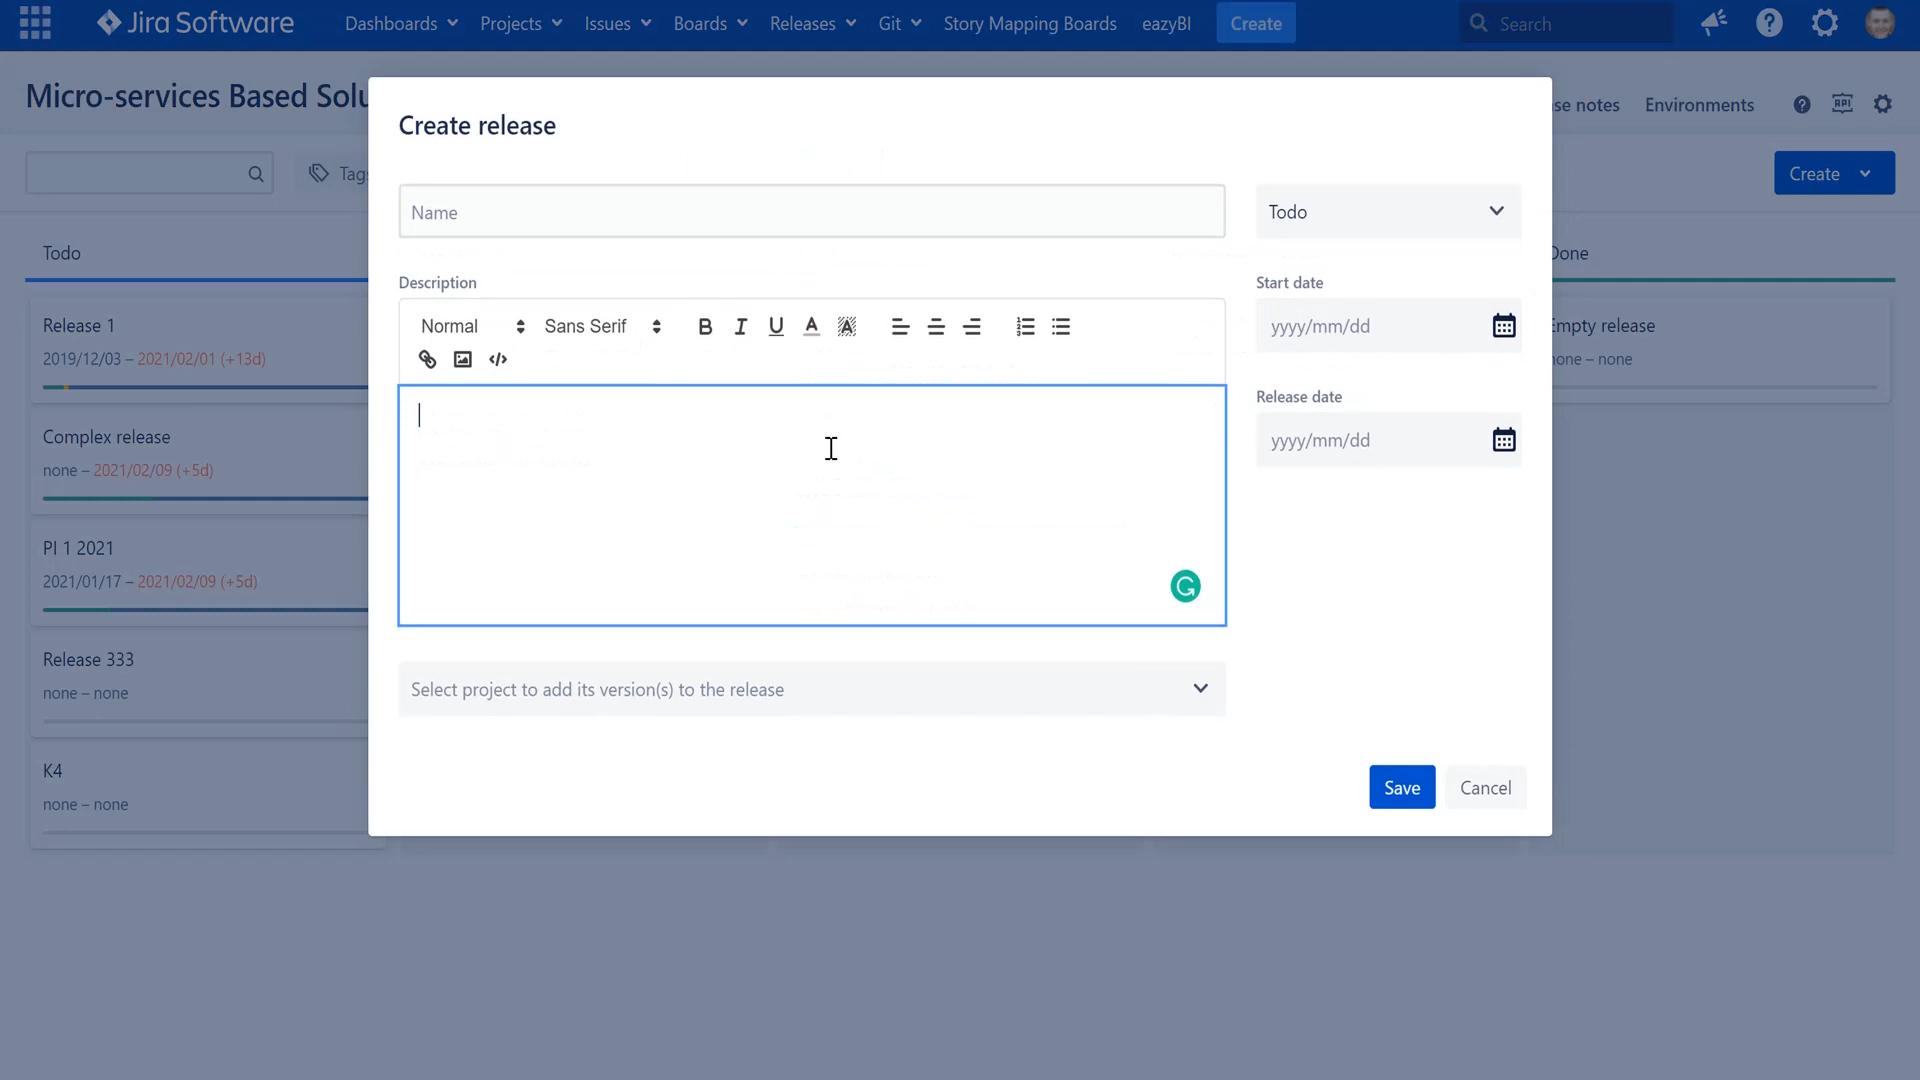 Jira Software Dashboards Projects Issues Boards Releases Git Story Mapping Boards eazyBI Create Search
Micro-services Based Solu se notes Environments API
Tags Create
Create release
Name Todo
Todo Done
Description Start date
Normal Sans Serif B I U A A yyyy/mm/dd
Release 1 Empty release
2019/12/03 – 2021/02/01 (+13d) none – none
Release date
Complex release yyyy/mm/dd
none – 2021/02/09 (+5d)
PI 1 2021
2021/01/17 – 2021/02/09 (+5d)
Release 333
none – none
Select project to add its version(s) to the release
K4
none – none
Save Cancel